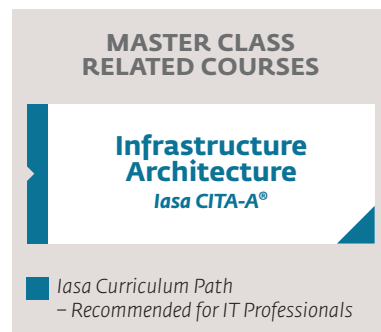 MASTER CLASS
RELATED COURSES
Infrastructure
Architecture
Iasa CITA-A®
Iasa Curriculum Path
– Recommended for IT Professionals